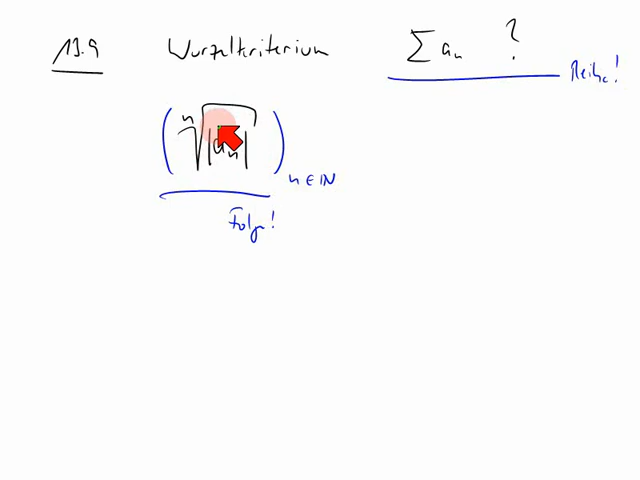 13.9 Wurzelkriterium ∑ aₙ ?
Reihe!
(ⁿ√|aₙ|)
n ∈ ℕ
Folge!